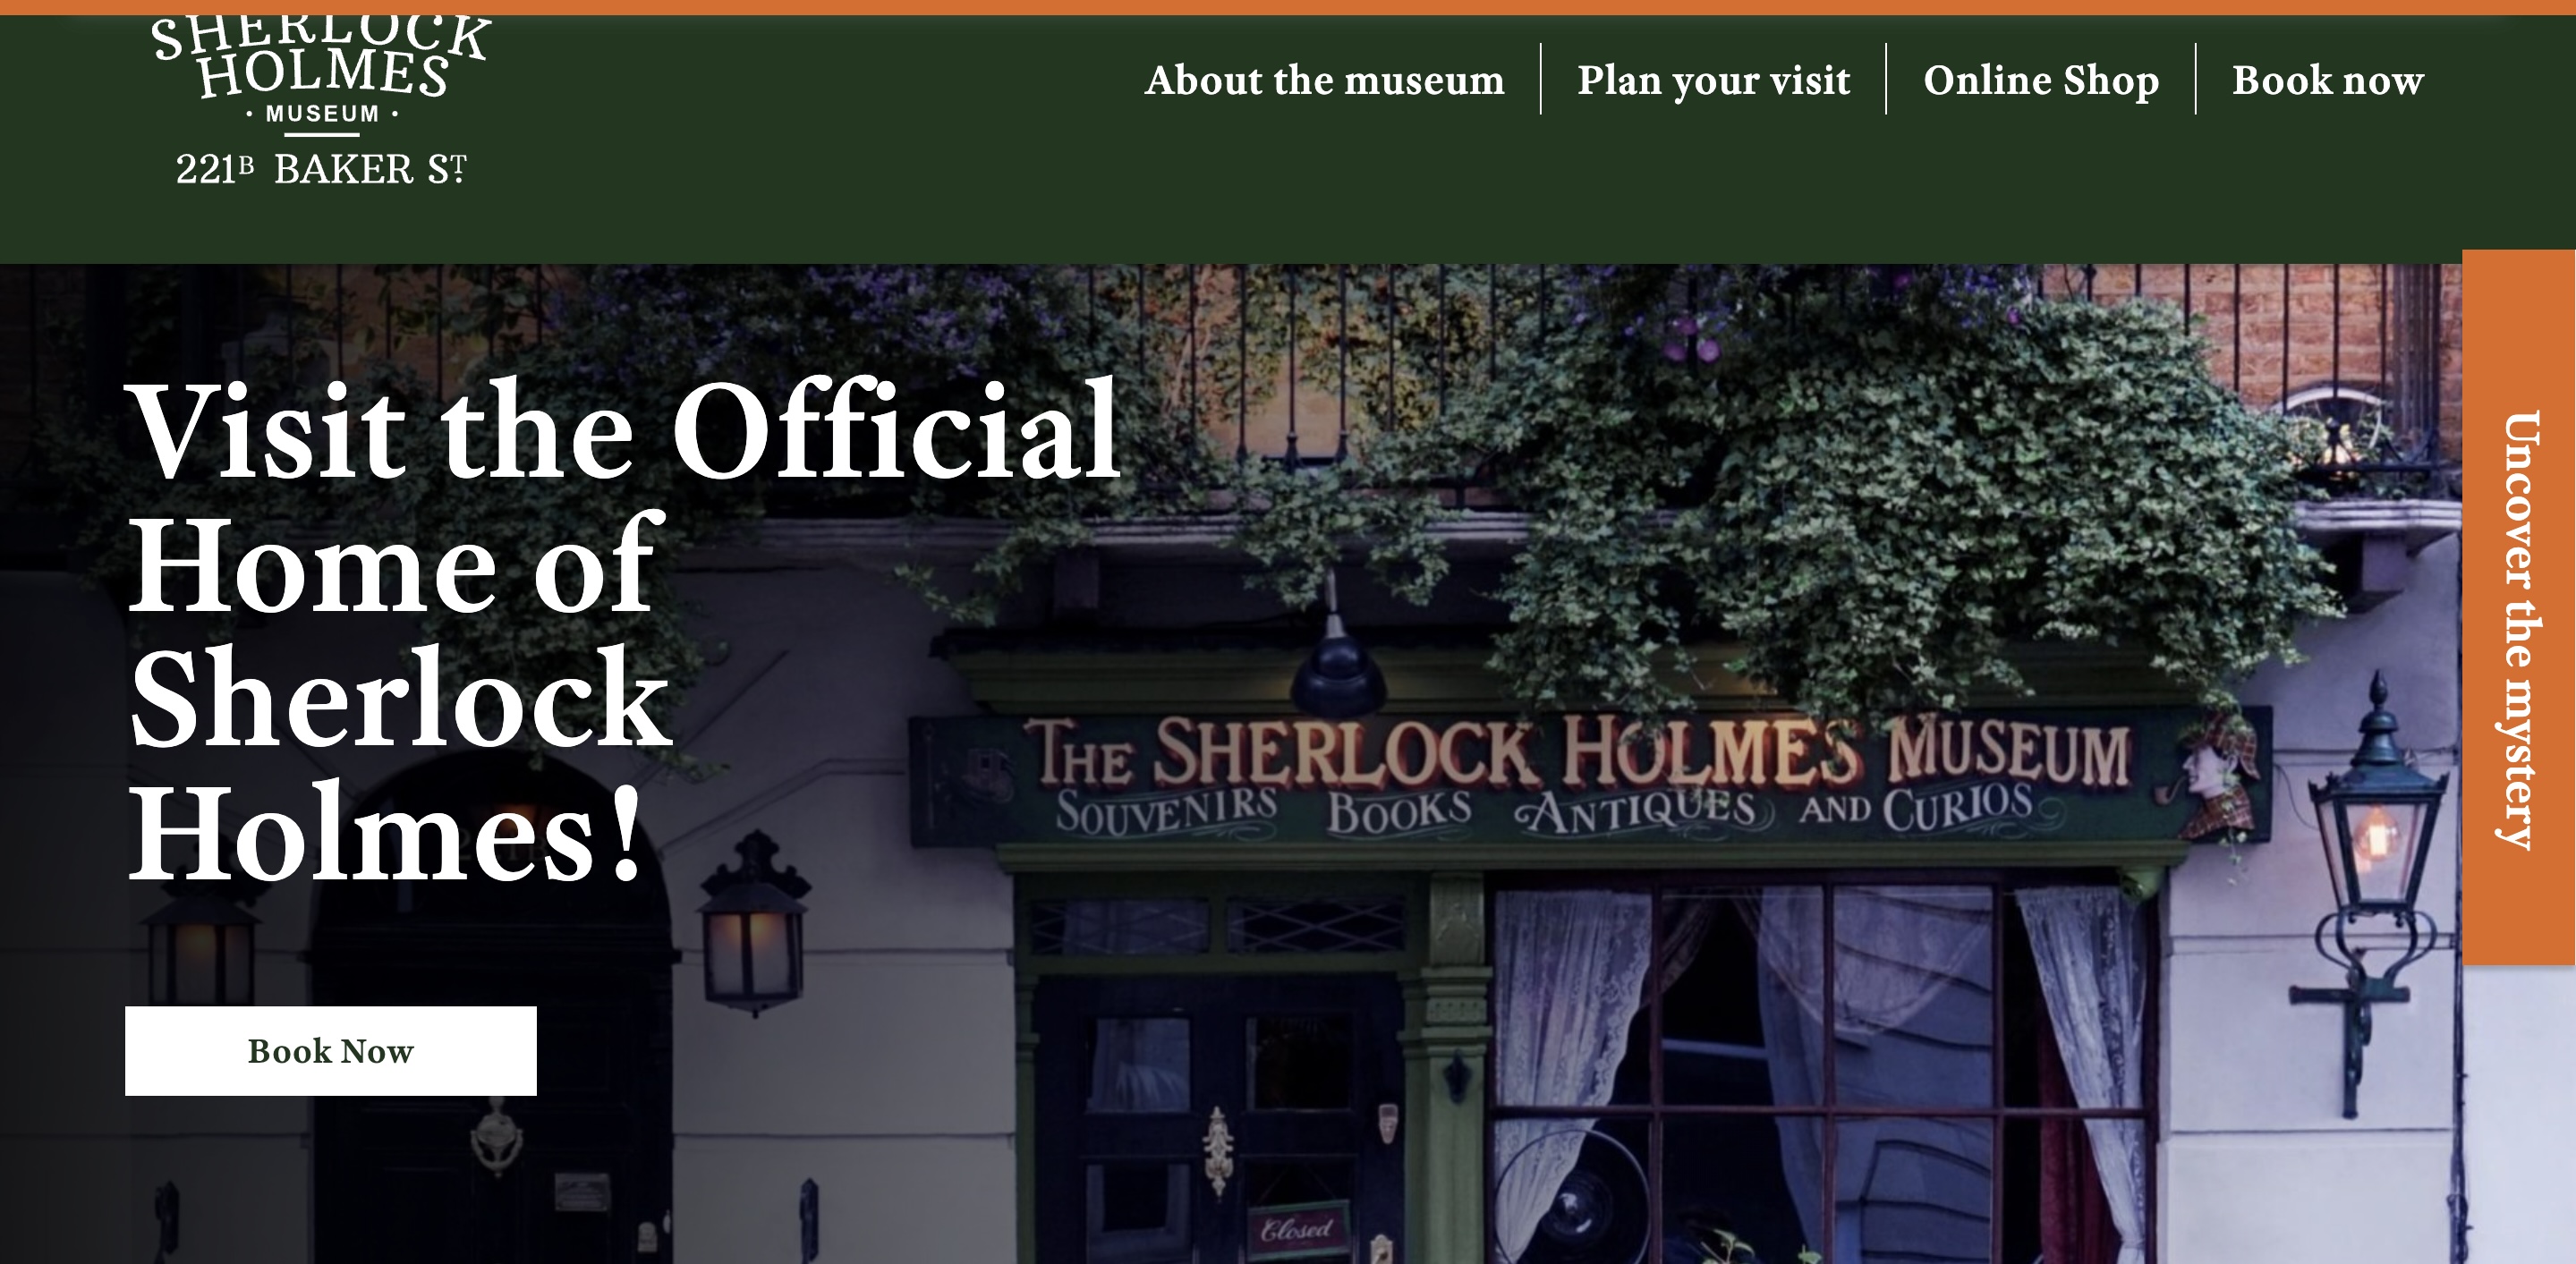 SHERLOCK
HOLMES
· MUSEUM ·
221B BAKER ST
About the museum
Plan your visit
Online Shop
Book now
Visit the Official
Home of
Sherlock
Holmes!
Book Now
Uncover the mystery
THE SHERLOCK HOLMES MUSEUM
SOUVENIRS BOOKS ANTIQUES AND CURIOS
Closed